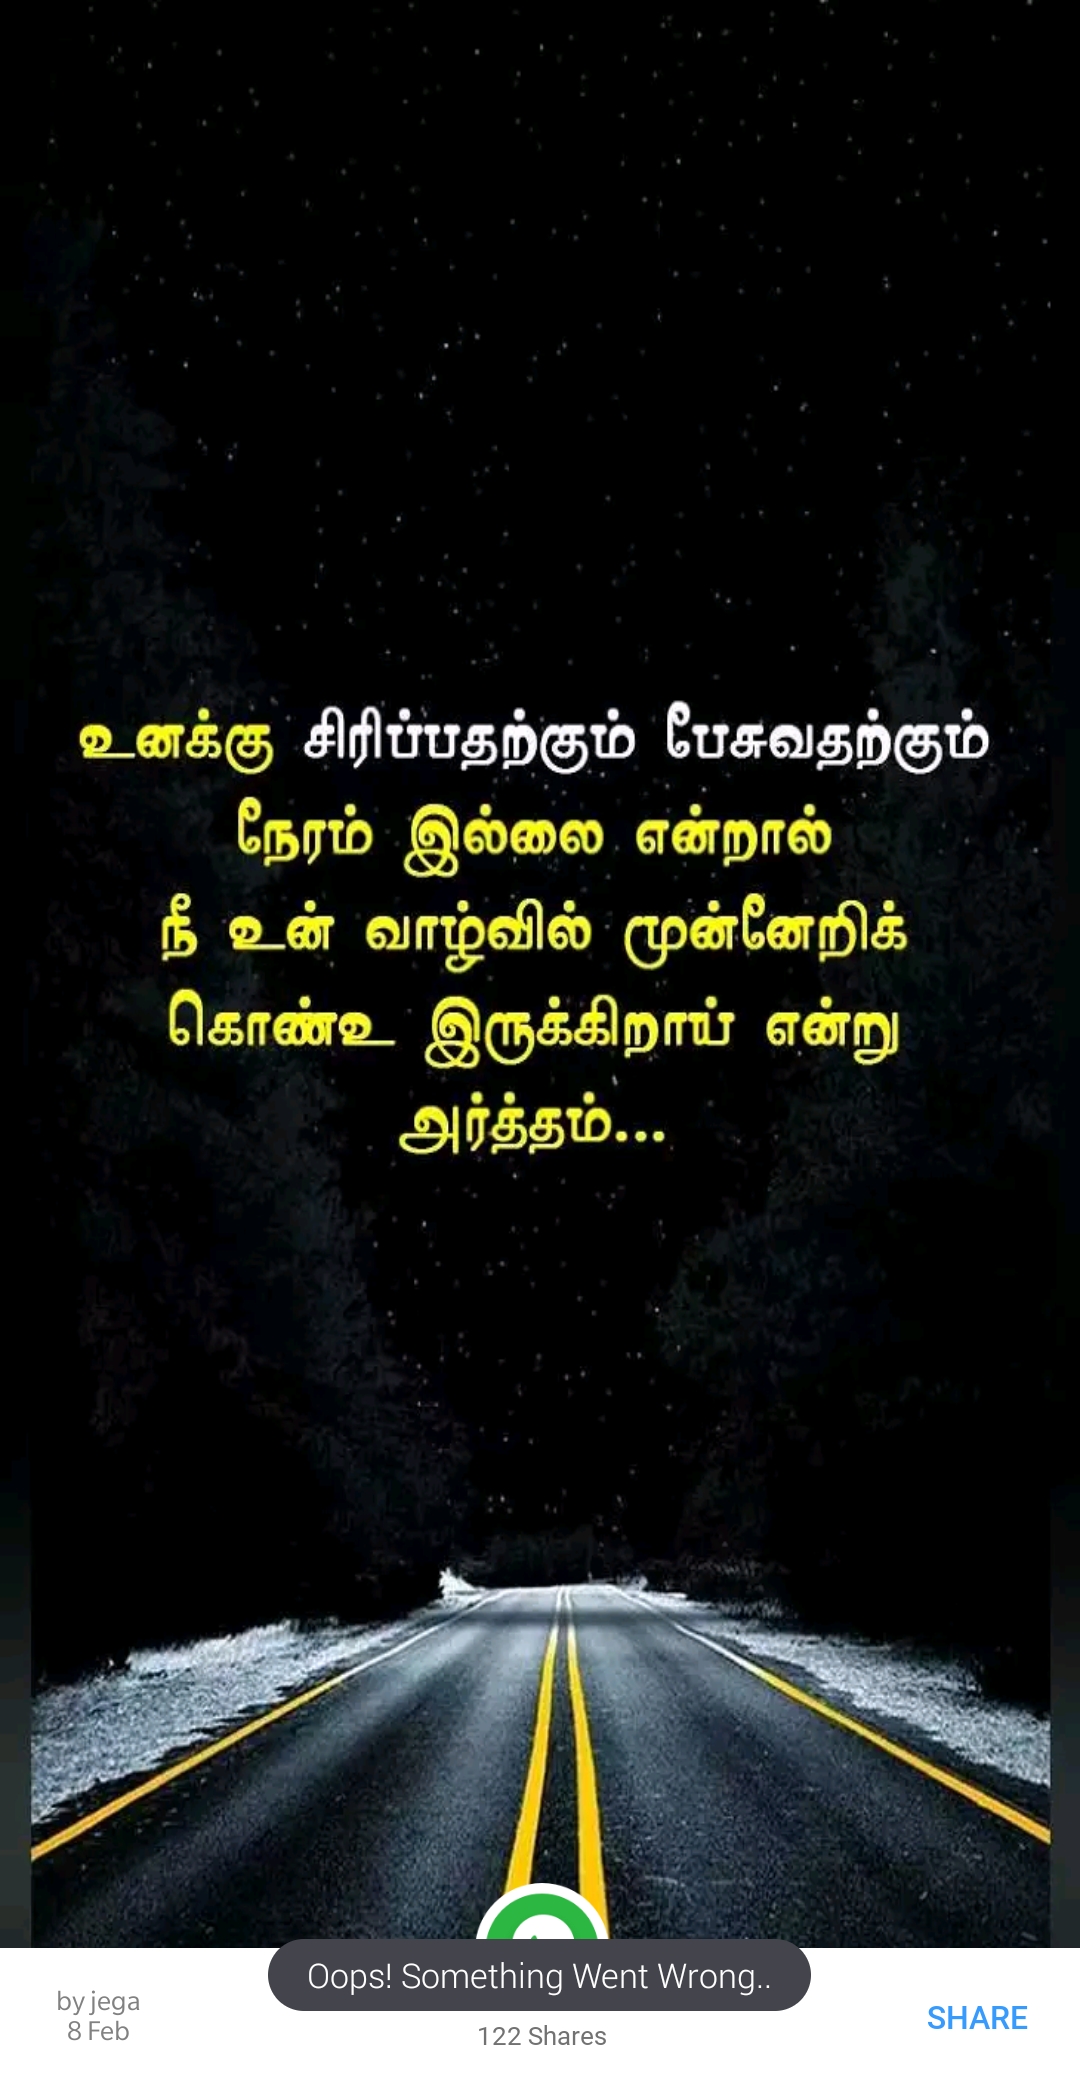 உனக்கு சிரிப்பதற்கும் பேசுவதற்கும்
நேரம் இல்லை என்றால்
நீ உன் வாழ்வில் முன்னேறிக்
கொண்உ இருக்கிறாய் என்று
அர்த்தம்...
Oops! Something Went Wrong..
by jega
8 Feb
122 Shares
SHARE